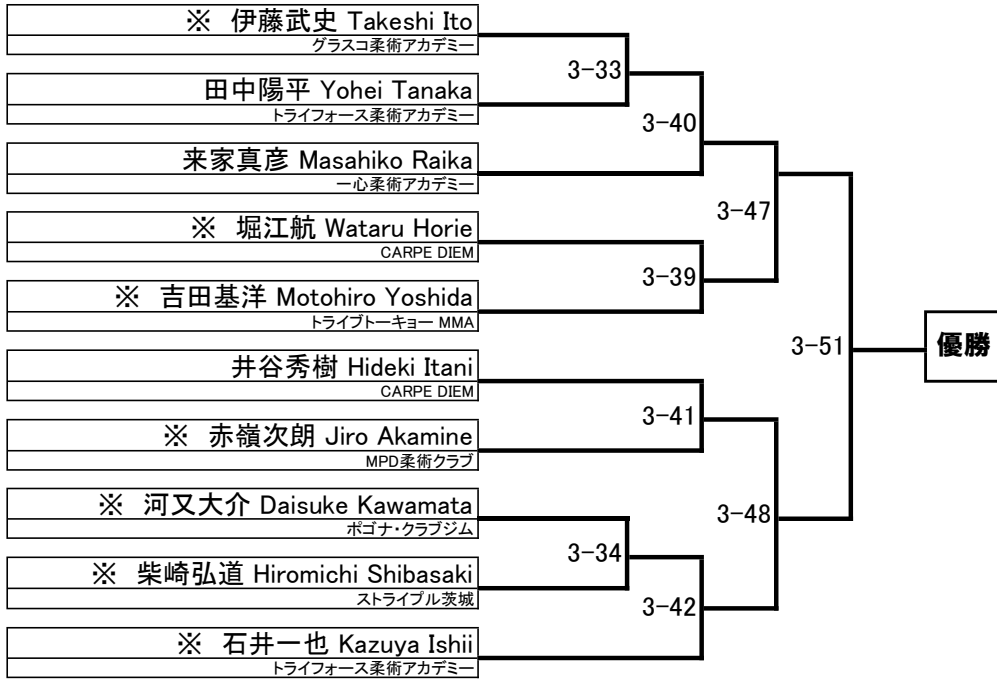 ※ 伊藤武史 Takeshi Ito
グラスコ柔術アカデミー
3-33
田中陽平 Yohei Tanaka
トライフォース柔術アカデミー
3-40
来家真彦 Masahiko Raika
一心柔術アカデミー
3-47
※ 堀江航 Wataru Horie
CARPE DIEM
3-39
※ 吉田基洋 Motohiro Yoshida
トライブトーキョー MMA
3-51
優勝
井谷秀樹 Hideki Itani
CARPE DIEM
3-41
※ 赤嶺次朗 Jiro Akamine
MPD柔術クラブ
※ 河又大介 Daisuke Kawamata
ポゴナ・クラブジム
3-48
3-34
※ 柴崎弘道 Hiromichi Shibasaki
ストライプル茨城
3-42
※ 石井一也 Kazuya Ishii
トライフォース柔術アカデミー